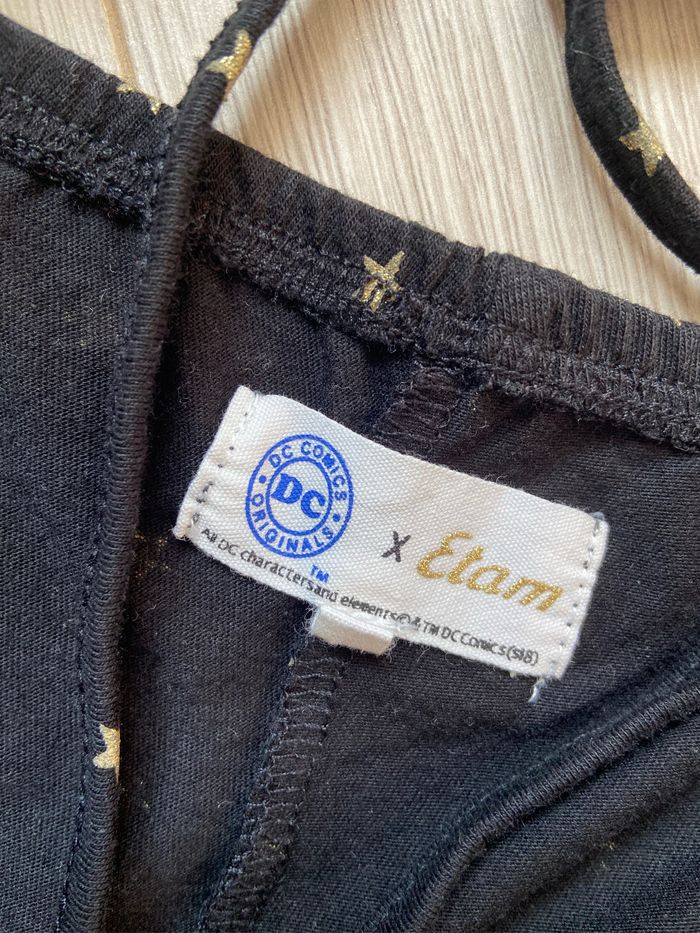 DC COMICS
DC
ORIGINALS
TM
x Etam
All DC characters and elements © & TM DC Comics (s18)